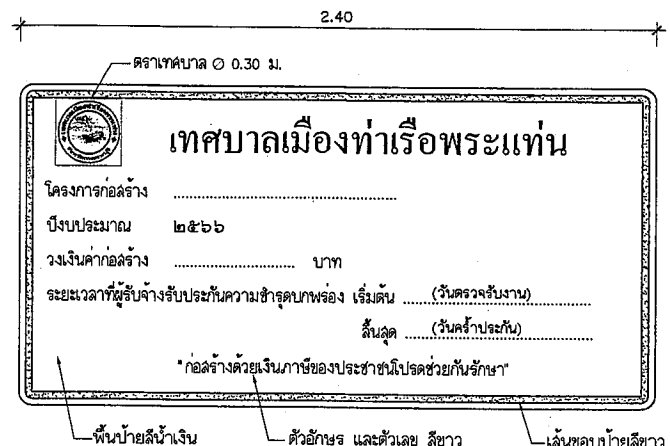 2.40
ตราเทศบาล ∅ 0.30 ม.
เทศบาลเมืองท่าเรือพระแท่น
โครงการก่อสร้าง ..........................................
ปีงบประมาณ ๒๕๖๖
วงเงินค่าก่อสร้าง .......................... บาท
ระยะเวลาที่ผู้รับจ้างรับประกันความชำรุดบกพร่อง เริ่มต้น ......(วันตรวจรับงาน)..............
สิ้นสุด ......(วันค้ำประกัน)..............
"ก่อสร้างด้วยเงินภาษีของประชาชนโปรดช่วยกันรักษา"
พื้นป้ายสีน้ำเงิน ตัวอักษร และตัวเลข สีขาว เส้นขอบป้ายสีขาว